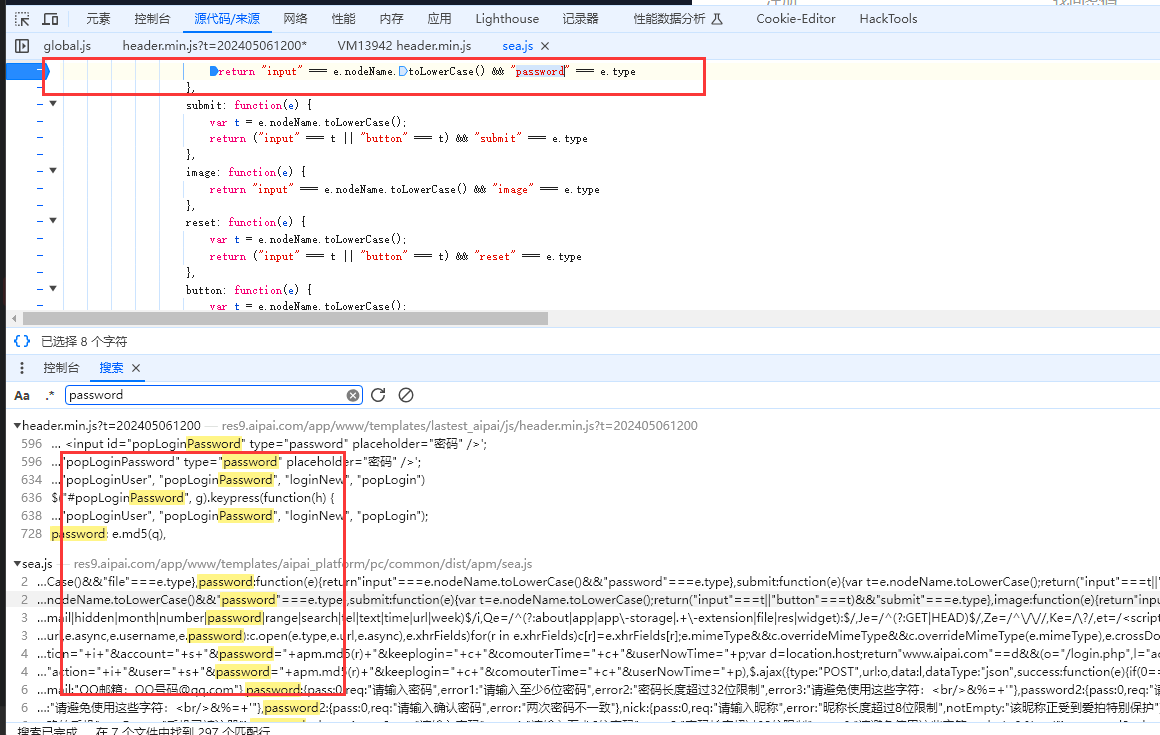 元素 控制台 源代码/来源 网络 性能 内存 应用 Lighthouse 记录器 性能数据分析 Cookie-Editor HackTools
global.js header.min.js?t=202405061200* VM13942 header.min.js sea.js
return "input" === e.nodeName.toLowerCase() && "password" === e.type
},
submit: function(e) {
var t = e.nodeName.toLowerCase();
return ("input" === t || "button" === t) && "submit" === e.type
},
image: function(e) {
return "input" === e.nodeName.toLowerCase() && "image" === e.type
},
reset: function(e) {
var t = e.nodeName.toLowerCase();
return ("input" === t || "button" === t) && "reset" === e.type
},
button: function(e) {
var t = e.nodeName.toLowerCase();
{} 已选择 8 个字符
控制台 搜索
Aa .* password
header.min.js?t=202405061200 — res9.aipai.com/app/www/templates/lastest_aipai/js/header.min.js?t=202405061200
596 ... <input id="popLoginPassword" type="password" placeholder="密码" />';
596 ..."popLoginPassword" type="password" placeholder="密码" />';
634 ..."popLoginUser", "popLoginPassword", "loginNew", "popLogin")
636 $("#popLoginPassword", g).keypress(function(h) {
638 ..."popLoginUser", "popLoginPassword", "loginNew", "popLogin");
728 password: e.md5(q),
sea.js — res9.aipai.com/app/www/templates/aipai_platform/pc/common/dist/apm/sea.js
2 ...Case()&&"file"===e.type},password:function(e){return"input"===e.nodeName.toLowerCase()&&"password"===e.type},submit:function(e){var t=e.nodeName.toLowerCase();return("input"===t||"
2 ...nodeName.toLowerCase()&&"password"===e.type},submit:function(e){var t=e.nodeName.toLowerCase();return("input"===t||"button"===t)&&"submit"===e.type},image:function(e){return"inpu
3 ...mail|hidden|month|number|password|range|search|tel|text|time|url|week)$/i,Qe=/^(?:about|app|app\-storage|.+\-extension|file|res|widget):$/,Je=/^(?:GET|HEAD)$/,Ze=/^\/\//,Ke=/\?/,et=/<script
3 ...url,e.async,e.username,e.password):c.open(e.type,e.url,e.async),e.xhrFields)for(r in e.xhrFields)c[r]=e.xhrFields[r];e.mimeType&&c.overrideMimeType&&c.overrideMimeType(e.mimeType),e.crossDo
4 ...tion="+i+"&account="+s+"&password="+apm.md5(r)+"&keeplogin="+c+"&comouterTime="+c+"&userNowTime="+p;var d=location.host;return"www.aipai.com"==d&&(o="/login.php",l="ac
4 ..."action="+i+"&user="+s+"&password="+apm.md5(r)+"&keeplogin="+c+"&comouterTime="+c+"&userNowTime="+p),$.ajax({type:"POST",url:o,data:l,dataType:"json",success:function(e){if(0==
6 ...mail:"QQ邮箱：QQ号码@qq.com"},password:{pass:0,req:"请输入密码",error1:"请输入至少6位密码",error2:"密码长度超过32位限制",error3:"请避免使用这些字符：<br/>&%=+'"},password2:{pass:0,req:"请
6 ...:"请避免使用这些字符：<br/>&%=+'"},password2:{pass:0,req:"请输入确认密码",error:"两次密码不一致"},nick:{pass:0,req:"请输入昵称",error:"昵称长度超过8位限制",notEmpty:"该昵称正受到爱拍特别保护"
搜索已完成。 在 7 个文件中找到 297 个匹配行。